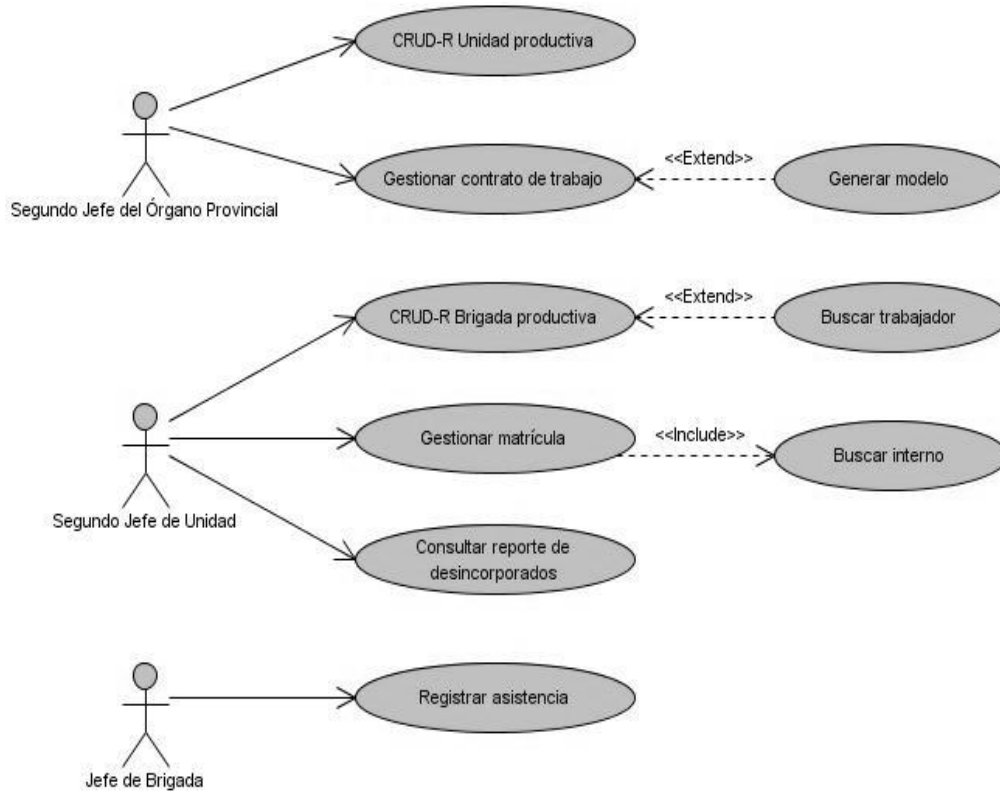 CRUD-R Unidad productiva
<<Extend>>
Gestionar contrato de trabajo
Generar modelo
Segundo Jefe del Órgano Provincial
<<Extend>>
CRUD-R Brigada productiva
Buscar trabajador
Gestionar matrícula
<<Include>>
Buscar interno
Segundo Jefe de Unidad
Consultar reporte de
desincorporados
Registrar asistencia
Jefe de Brigada